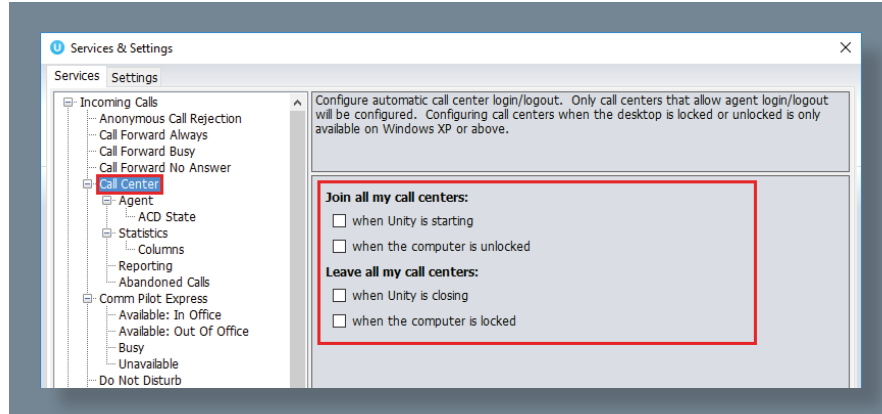 Services & Settings
Services Settings
Incoming Calls
Anonymous Call Rejection
Call Forward Always
Call Forward Busy
Call Forward No Answer
Call Center
Agent
ACD State
Statistics
Columns
Reporting
Abandoned Calls
Comm Pilot Express
Available: In Office
Available: Out Of Office
Busy
Unavailable
Do Not Disturb
Configure automatic call center login/logout. Only call centers that allow agent login/logout
will be configured. Configuring call centers when the desktop is locked or unlocked is only
available on Windows XP or above.
Join all my call centers:
when Unity is starting
when the computer is unlocked
Leave all my call centers:
when Unity is closing
when the computer is locked